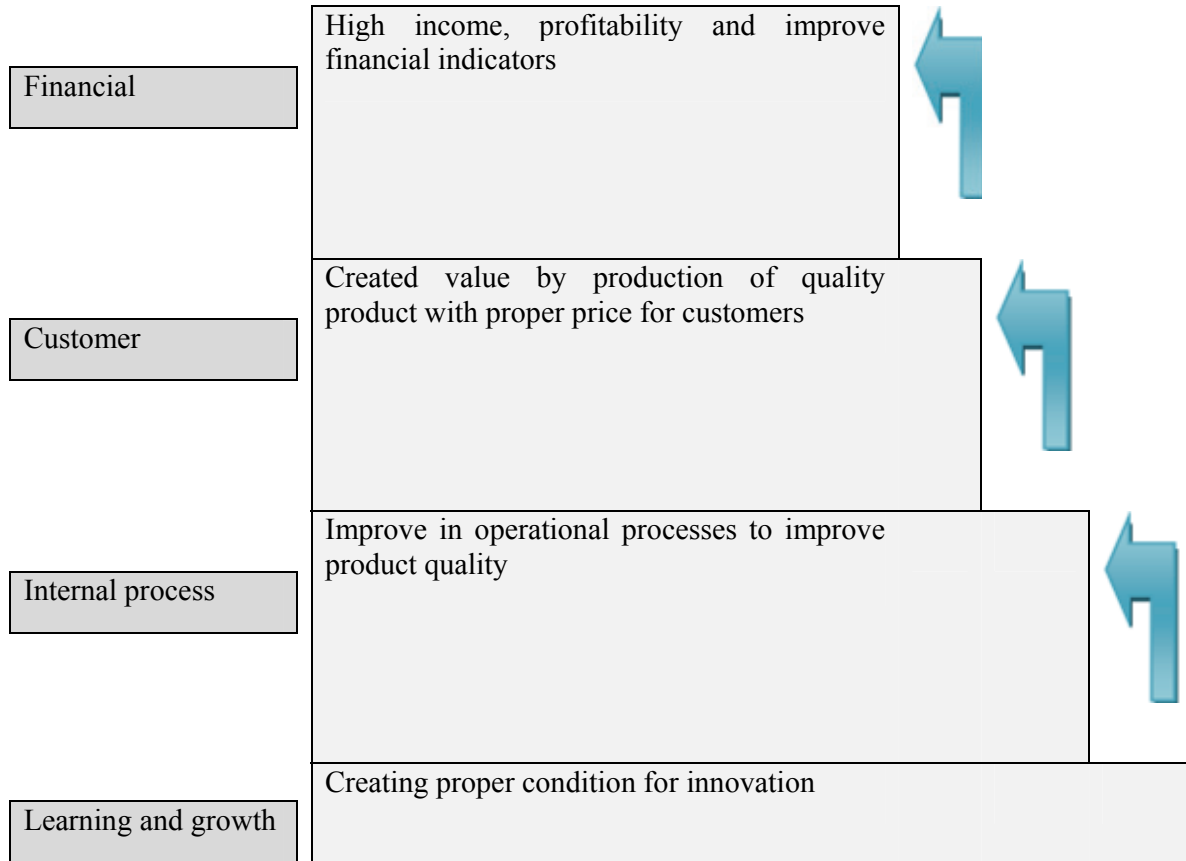 High income, profitability and improve
financial indicators
Financial
Created value by production of quality
product with proper price for customers
Customer
Improve in operational processes to improve
product quality
Internal process
Creating proper condition for innovation
Learning and growth